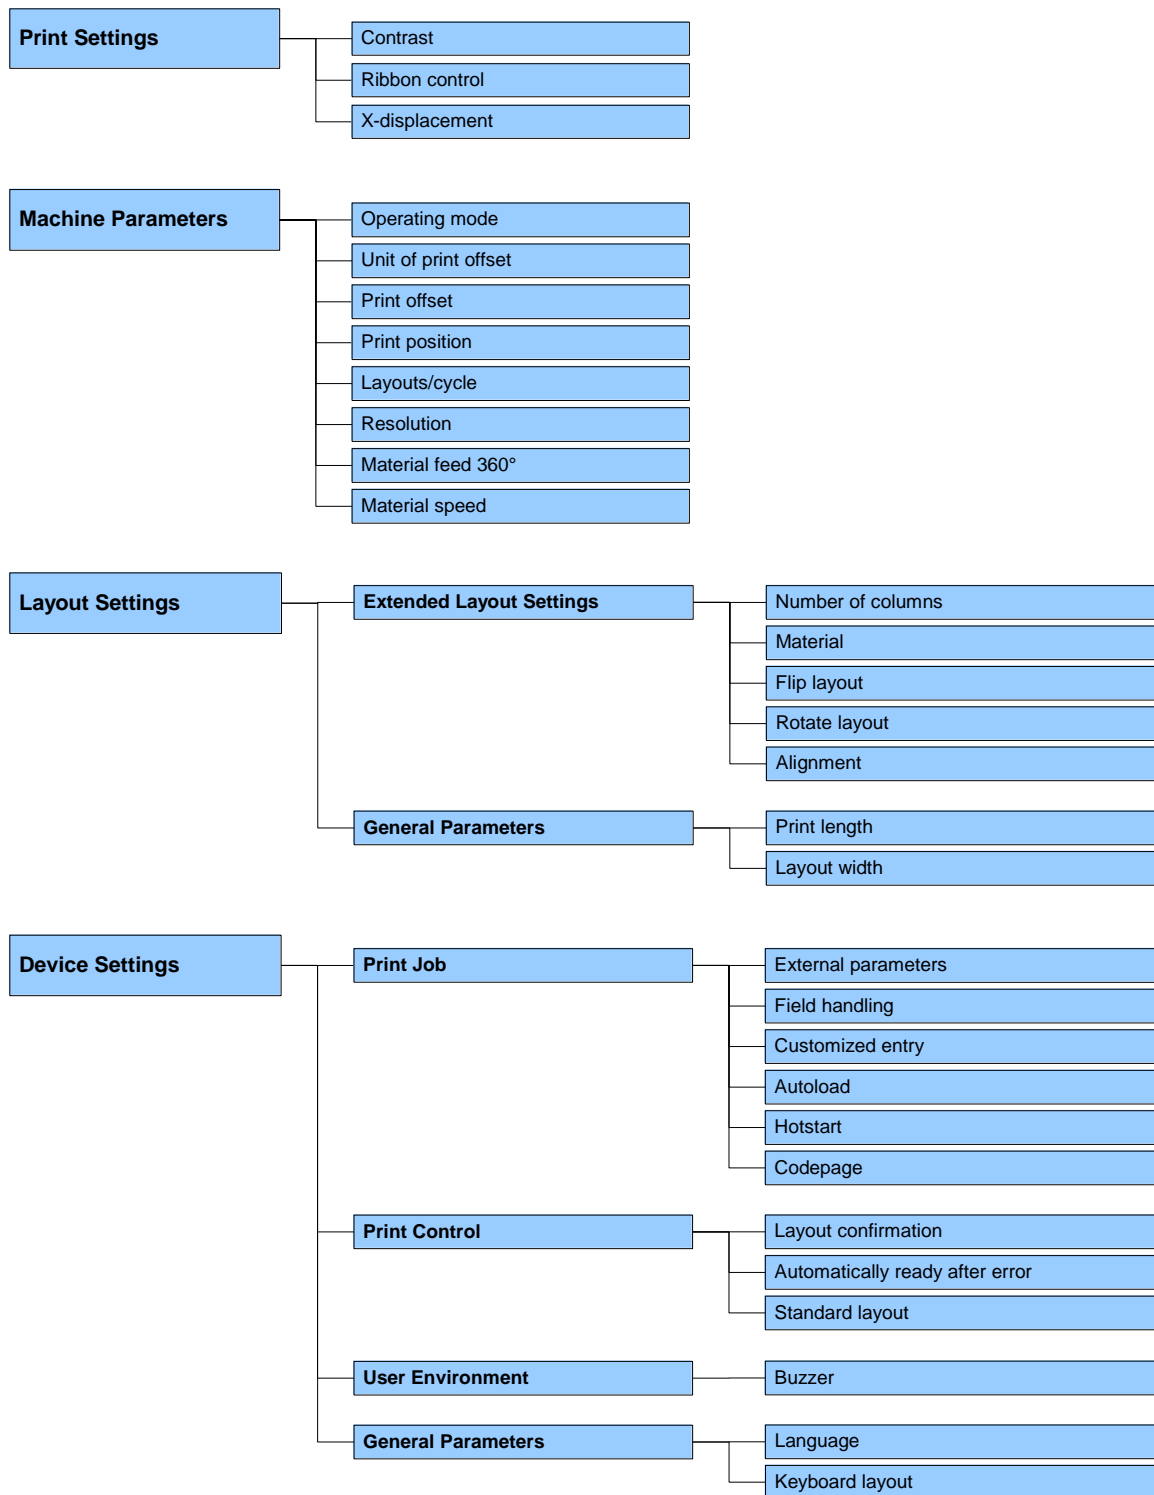 Print Settings
Contrast
Ribbon control
X-displacement
Machine Parameters
Operating mode
Unit of print offset
Print offset
Print position
Layouts/cycle
Resolution
Material feed 360°
Material speed
Layout Settings
Extended Layout Settings
Number of columns
Material
Flip layout
Rotate layout
Alignment
General Parameters
Print length
Layout width
Device Settings
Print Job
External parameters
Field handling
Customized entry
Autoload
Hotstart
Codepage
Print Control
Layout confirmation
Automatically ready after error
Standard layout
User Environment
Buzzer
General Parameters
Language
Keyboard layout